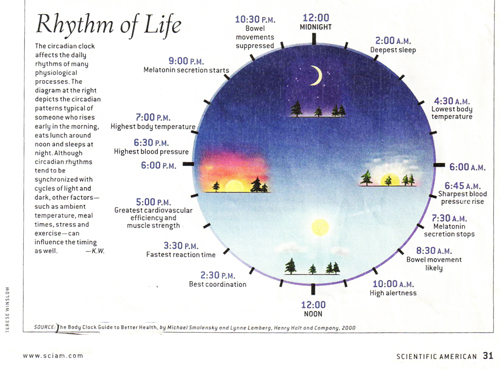 Rhythm of Life
The circadian clock
affects the daily
rhythms of many
physiological
processes. The
diagram at the right
depicts the circadian
patterns typical of
someone who rises
early in the morning,
eats lunch around
noon and sleeps at
night. Although
circadian rhythms
tend to be
synchronized with
cycles of light and
dark, other factors—
such as ambient
temperature, meal
times, stress and
exercise—can
influence the timing
as well. —K.W.
12:00
MIDNIGHT
2:00 A.M.
Deepest sleep
4:30 A.M.
Lowest body
temperature
6:00 A.M.
6:45 A.M.
Sharpest blood
pressure rise
7:30 A.M.
Melatonin
secretion stops
8:30 A.M.
Bowel movement
likely
10:00 A.M.
High alertness
12:00
NOON
2:30 P.M.
Best coordination
3:30 P.M.
Fastest reaction time
5:00 P.M.
Greatest cardiovascular
efficiency and
muscle strength
6:00 P.M.
6:30 P.M.
Highest blood pressure
7:00 P.M.
Highest body temperature
9:00 P.M.
Melatonin secretion starts
10:30 P.M.
Bowel
movements
suppressed
SOURCE: The Body Clock Guide to Better Health, by Michael Smolensky and Lynne Lamberg, Henry Holt and Company, 2000
www.sciam.com
SCIENTIFIC AMERICAN 31